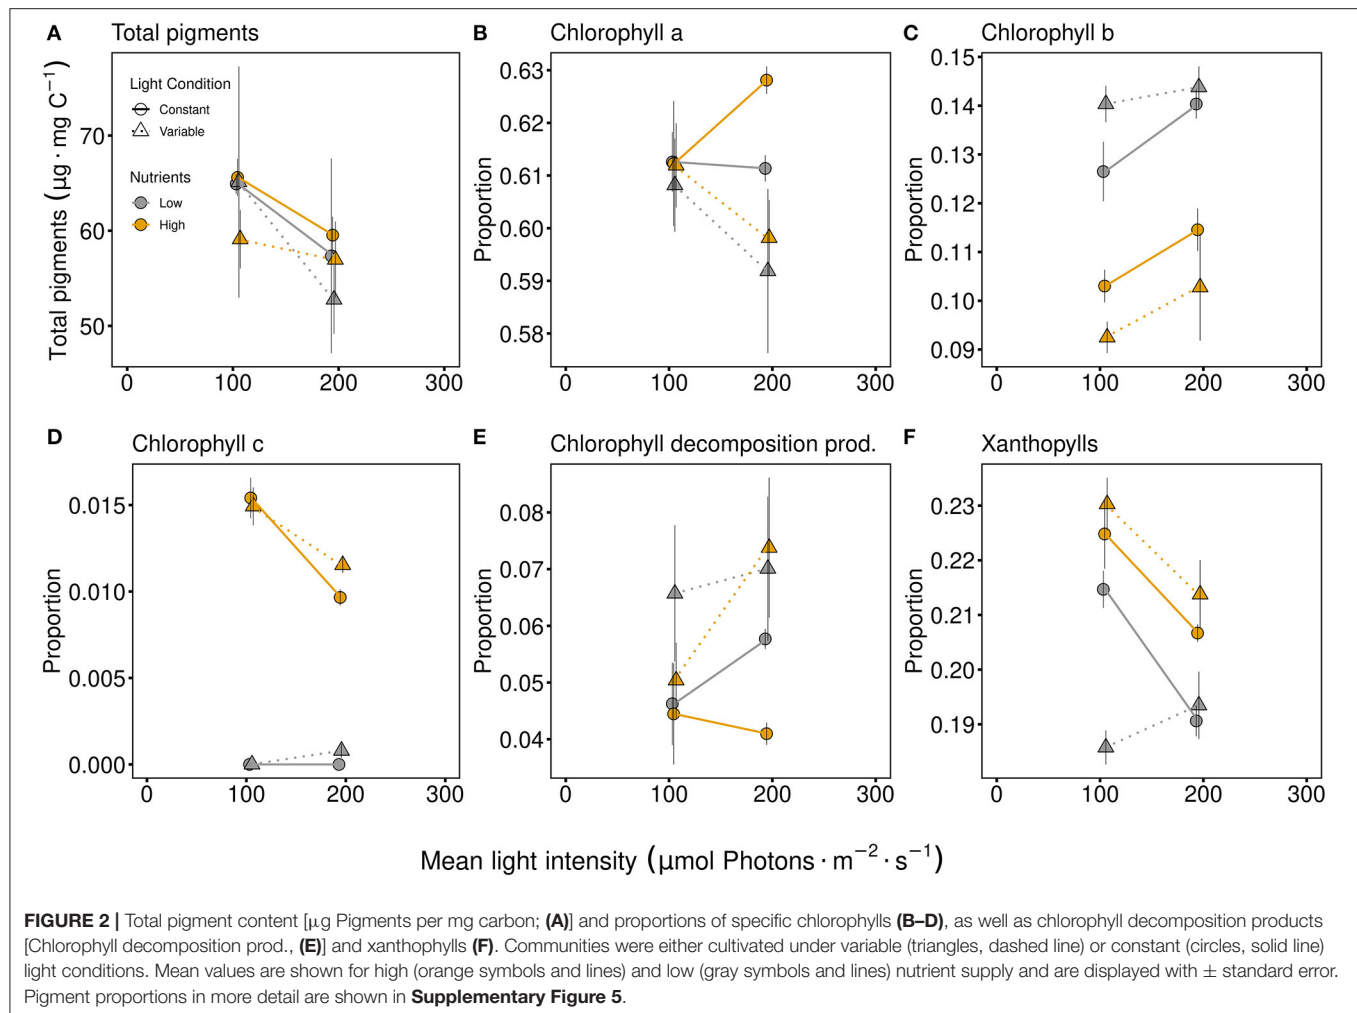 A Total pigments
Total pigments (µg · mg C⁻¹)
70
60
50
0 100 200 300
Light Condition
Constant
Variable
Nutrients
Low
High
B Chlorophyll a
Proportion
0.63
0.62
0.61
0.60
0.59
0.58
0 100 200 300
C Chlorophyll b
Proportion
0.15
0.14
0.13
0.12
0.11
0.10
0.09
0 100 200 300
D Chlorophyll c
Proportion
0.015
0.010
0.005
0.000
0 100 200 300
E Chlorophyll decomposition prod.
Proportion
0.08
0.07
0.06
0.05
0.04
0 100 200 300
F Xanthopylls
Proportion
0.23
0.22
0.21
0.20
0.19
0 100 200 300
Mean light intensity (µmol Photons · m⁻² · s⁻¹)
FIGURE 2 | Total pigment content [µg Pigments per mg carbon; (A)] and proportions of specific chlorophylls (B–D), as well as chlorophyll decomposition products
[Chlorophyll decomposition prod., (E)] and xanthophylls (F). Communities were either cultivated under variable (triangles, dashed line) or constant (circles, solid line)
light conditions. Mean values are shown for high (orange symbols and lines) and low (gray symbols and lines) nutrient supply and are displayed with ± standard error.
Pigment proportions in more detail are shown in Supplementary Figure 5.